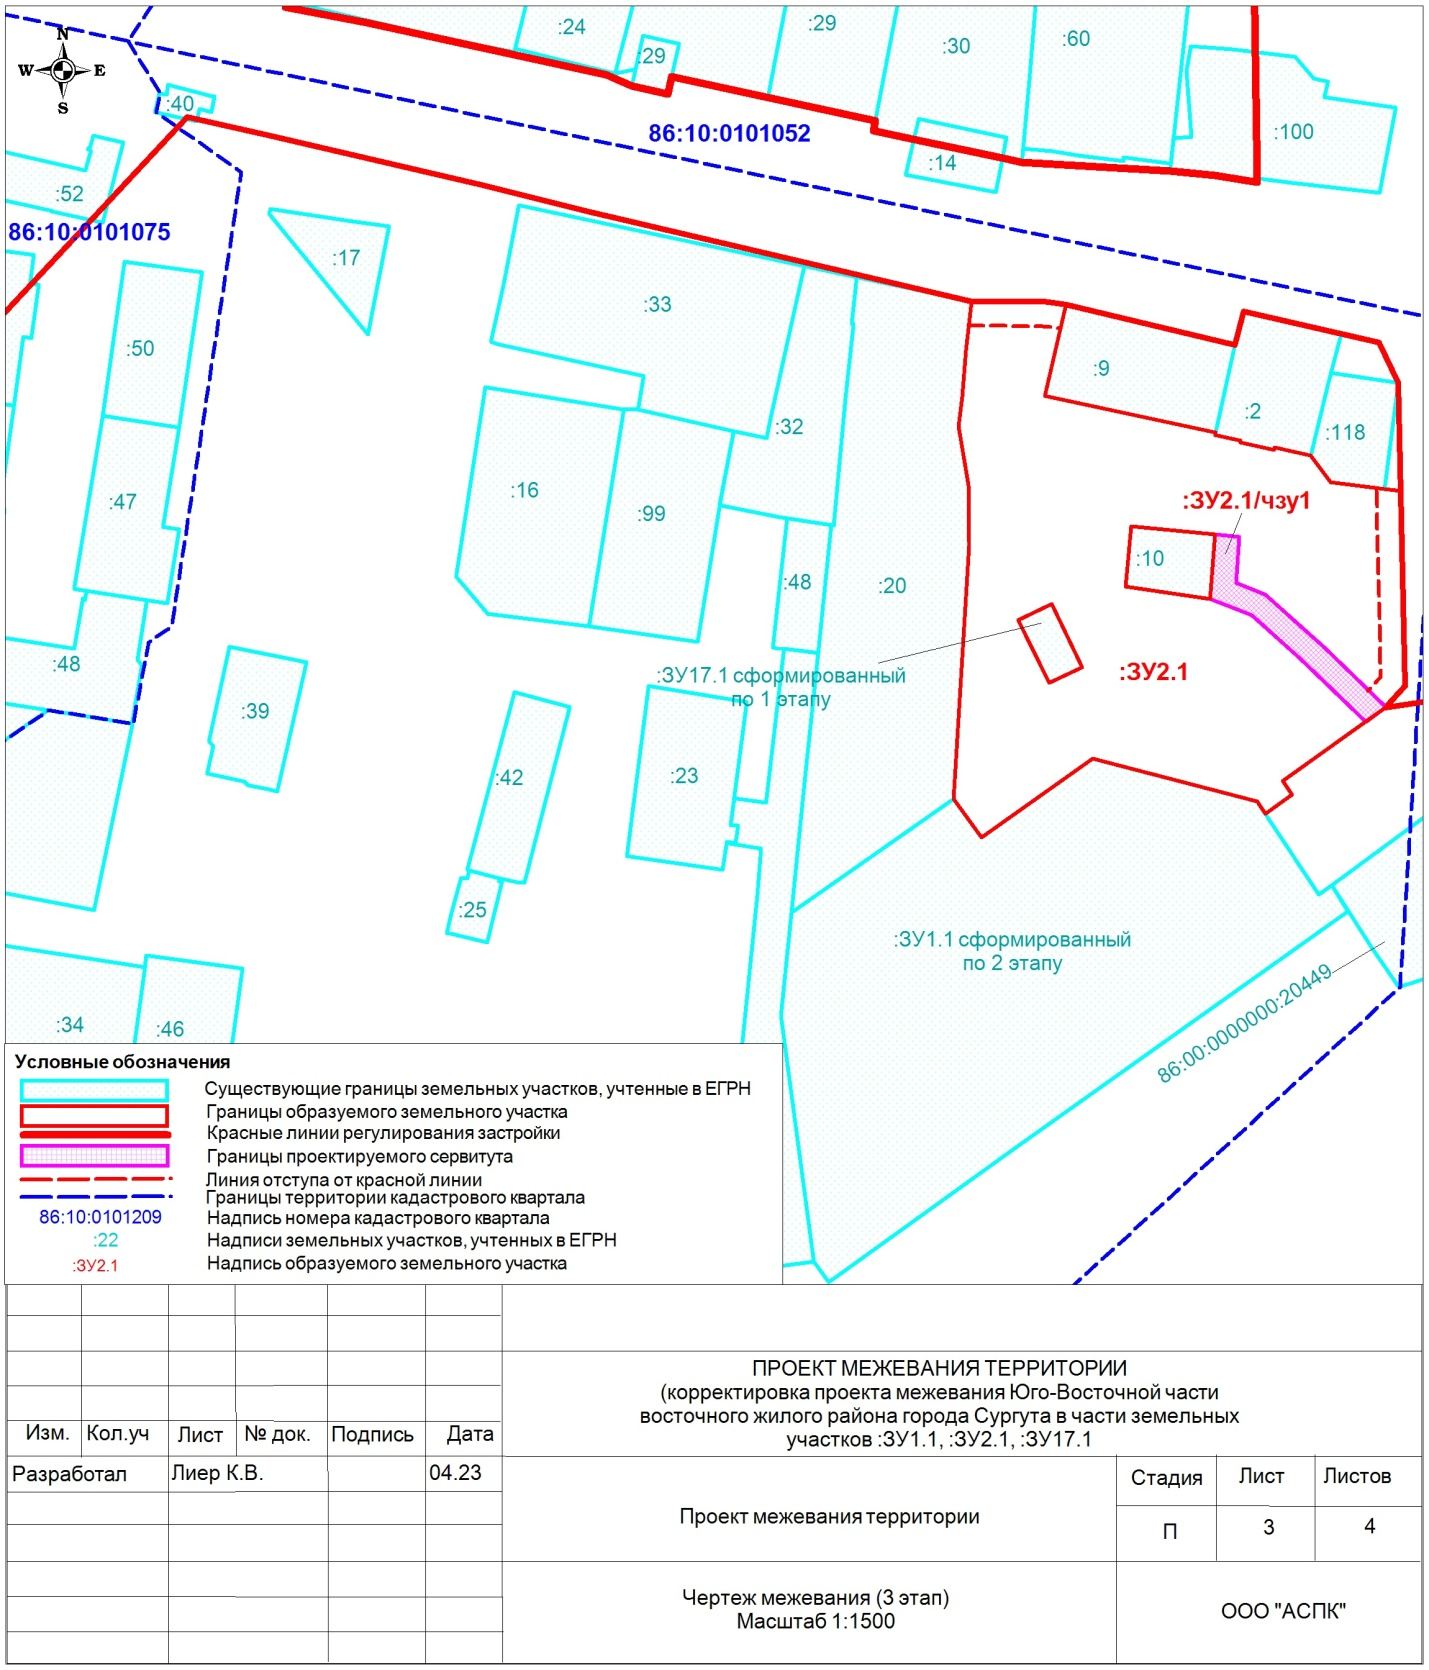 N
W E
S
:24
:29
:29
:30
:60
:40
:100
86:10:0101052
:14
:52
86:10:0101075
:17
:33
:50
:9
:2
:32
:118
:16
:47
:99
:ЗУ2.1/чзу1
:10
:48
:20
:48
:ЗУ17.1 сформированный
по 1 этапу
:ЗУ2.1
:39
:42
:23
:25
:ЗУ1.1 сформированный
по 2 этапу
86:00:0000000:20449
:34
:46
Условные обозначения
Существующие границы земельных участков, учтенные в ЕГРН
Границы образуемого земельного участка
Красные линии регулирования застройки
Границы проектируемого сервитута
Линия отступа от красной линии
Границы территории кадастрового квартала
86:10:0101209 Надпись номера кадастрового квартала
:22 Надписи земельных участков, учтенных в ЕГРН
:ЗУ2.1 Надпись образуемого земельного участка
ПРОЕКТ МЕЖЕВАНИЯ ТЕРРИТОРИИ
(корректировка проекта межевания Юго-Восточной части
восточного жилого района города Сургута в части земельных
участков :ЗУ1.1, :ЗУ2.1, :ЗУ17.1
Изм. Кол.уч Лист № док. Подпись Дата
Разработал Лиер К.В. 04.23
Проект межевания территории
Стадия Лист Листов
П 3 4
Чертеж межевания (3 этап)
Масштаб 1:1500
ООО "АСПК"